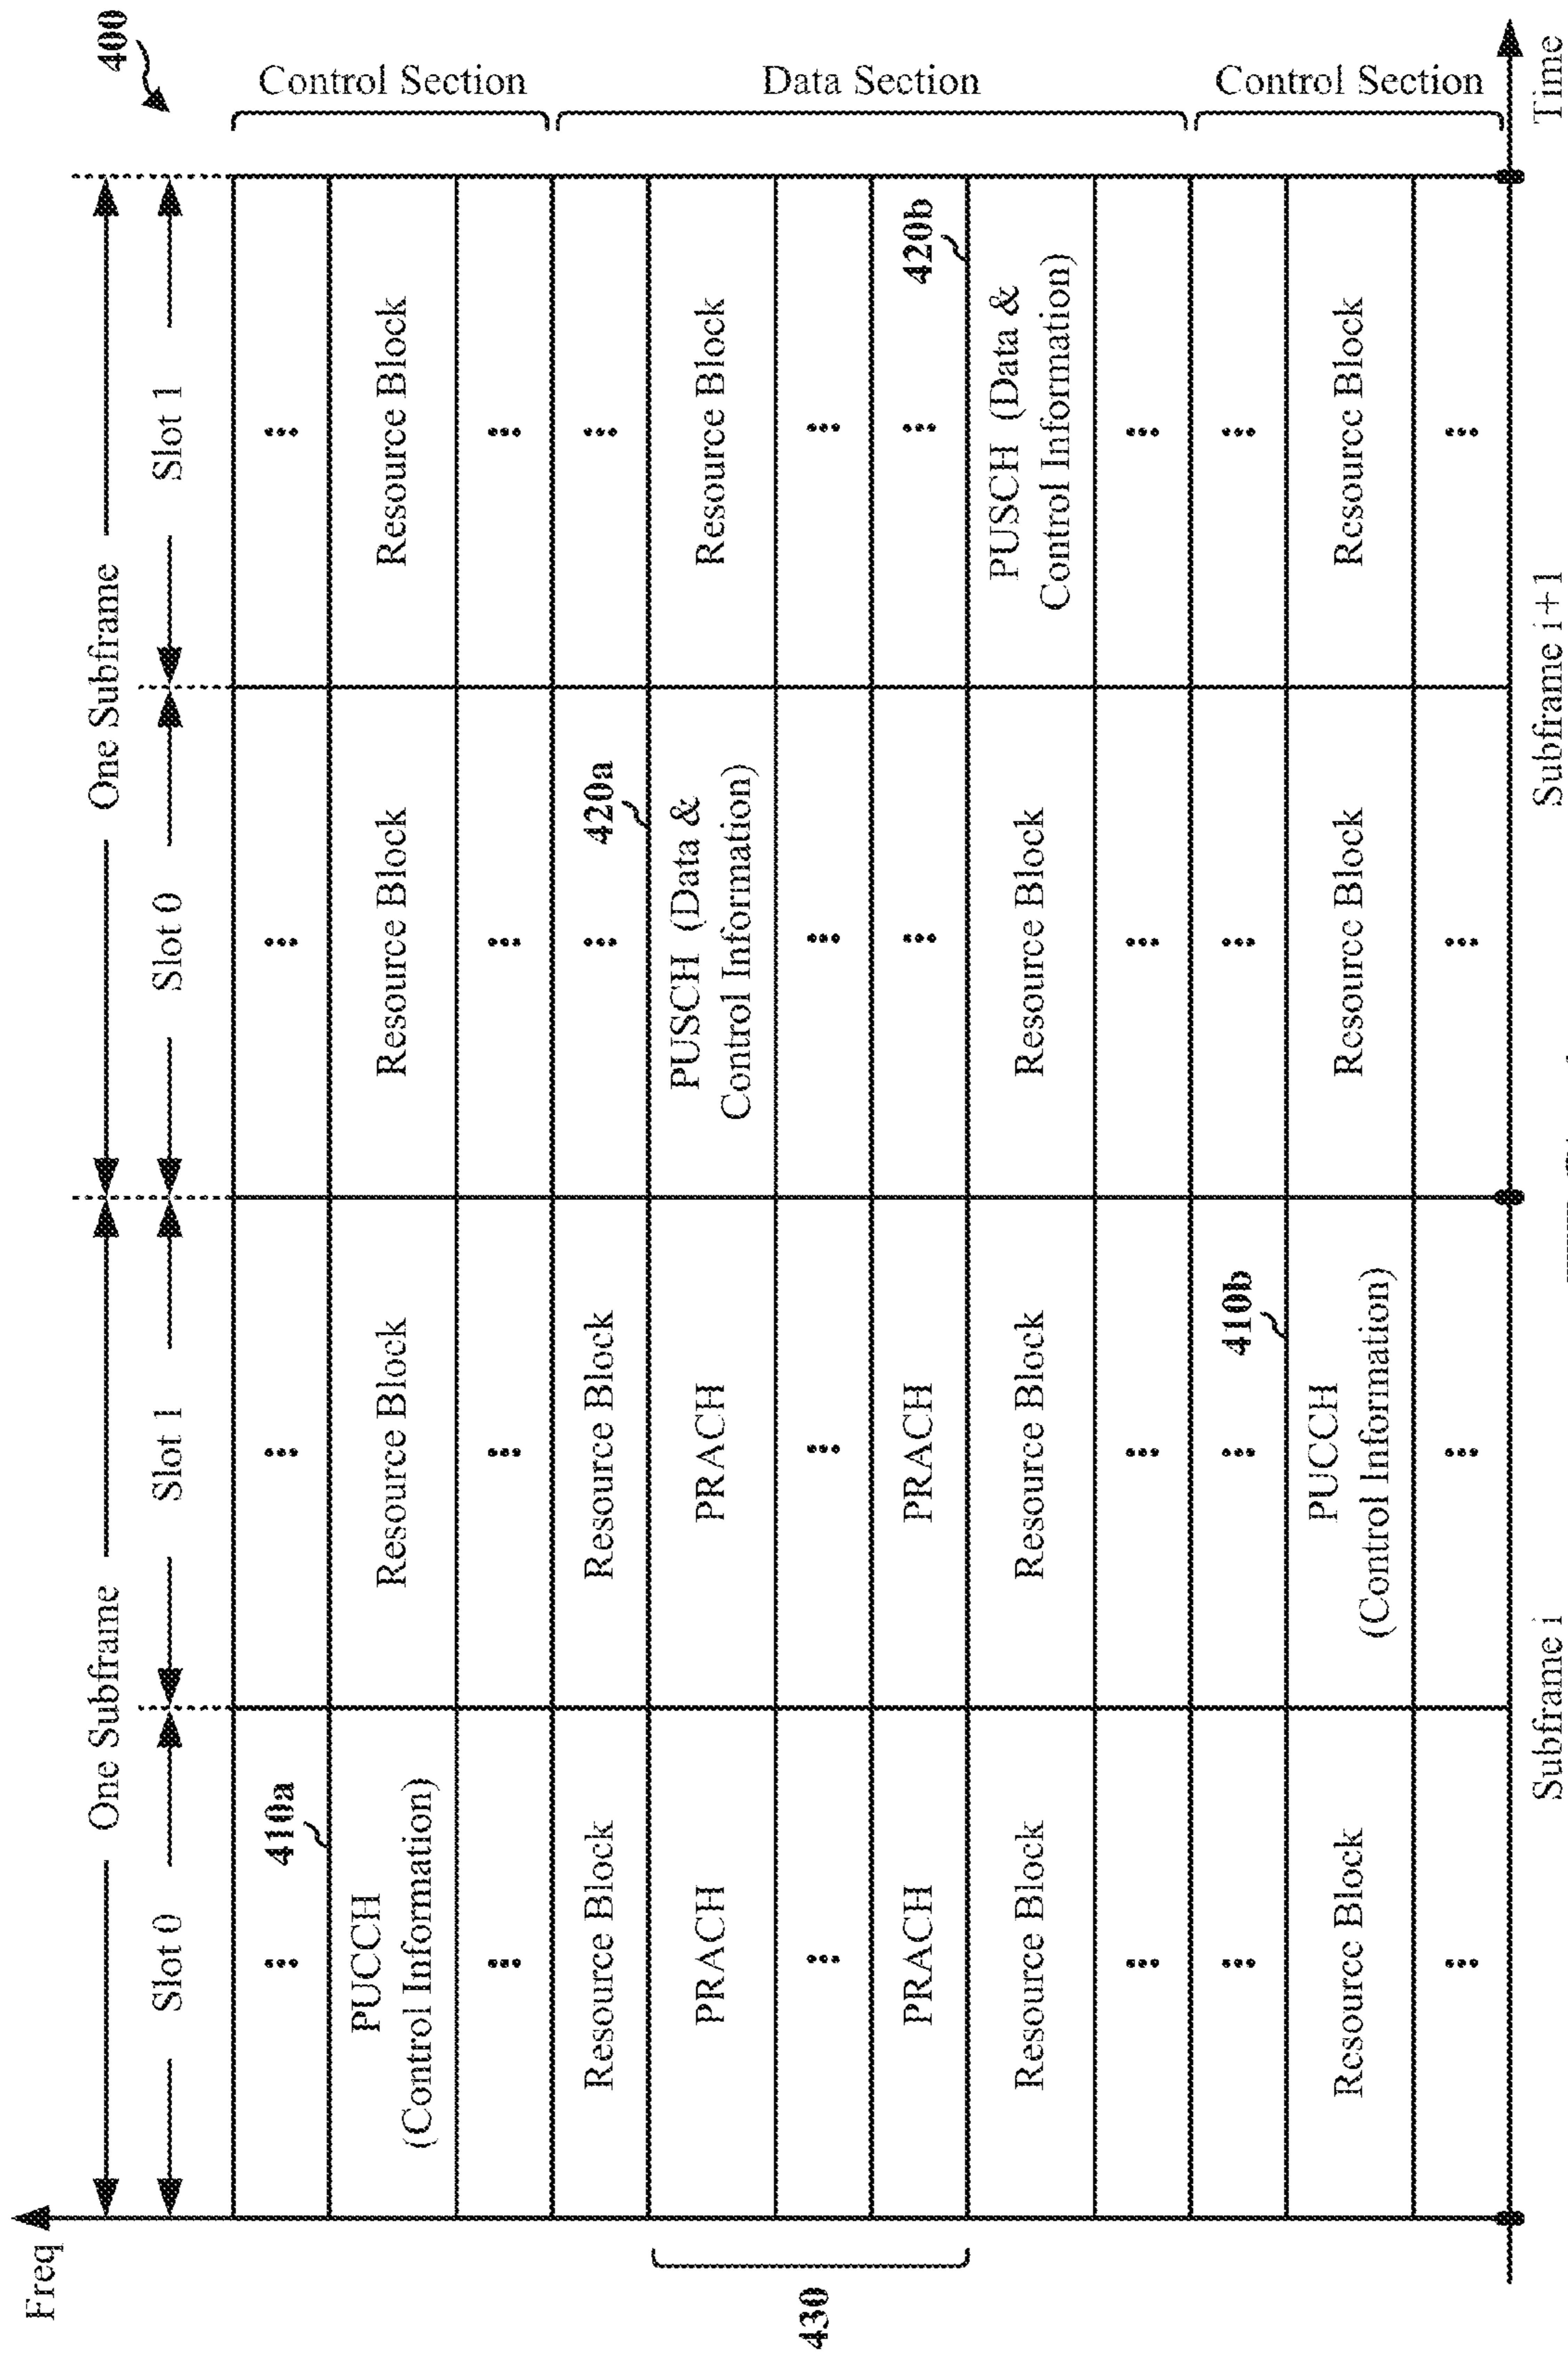 400
One Subframe
One Subframe
Slot 0
Slot 1
Slot 0
Slot 1
Freq
410a
PUCCH
(Control Information)
Resource Block
Resource Block
Resource Block
Control Section
Resource Block
Resource Block
420a
430
PRACH
PRACH
PUSCH (Data &
Control Information)
Resource Block
PRACH
PRACH
420b
Resource Block
Resource Block
Resource Block
PUSCH (Data &
Control Information)
Data Section
410b
Resource Block
PUCCH
(Control Information)
Resource Block
Resource Block
Control Section
Subframe i
Subframe i+1
Time